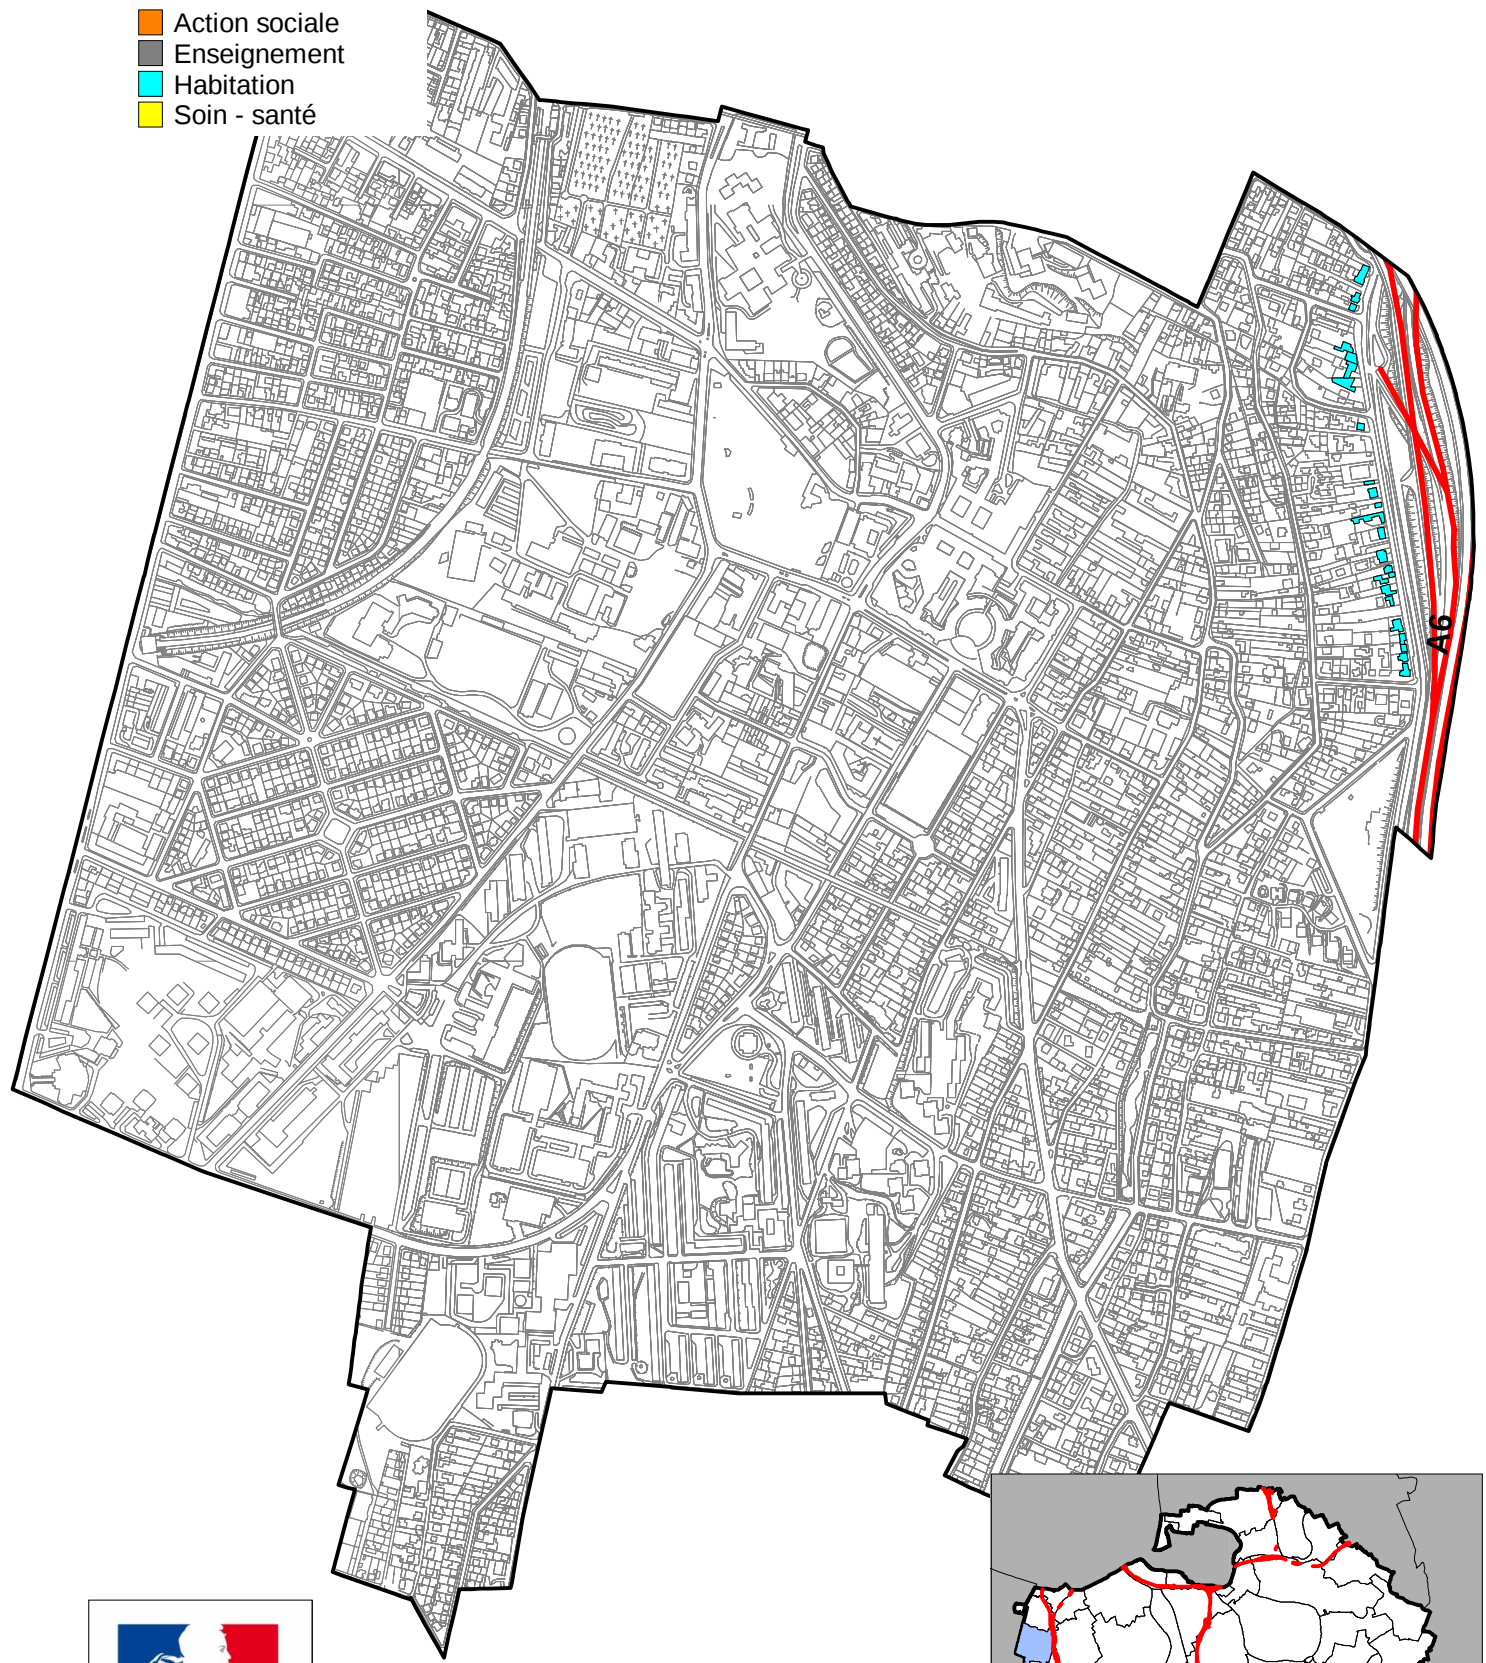 Action sociale
Enseignement
Habitation
Soin - santé
A6